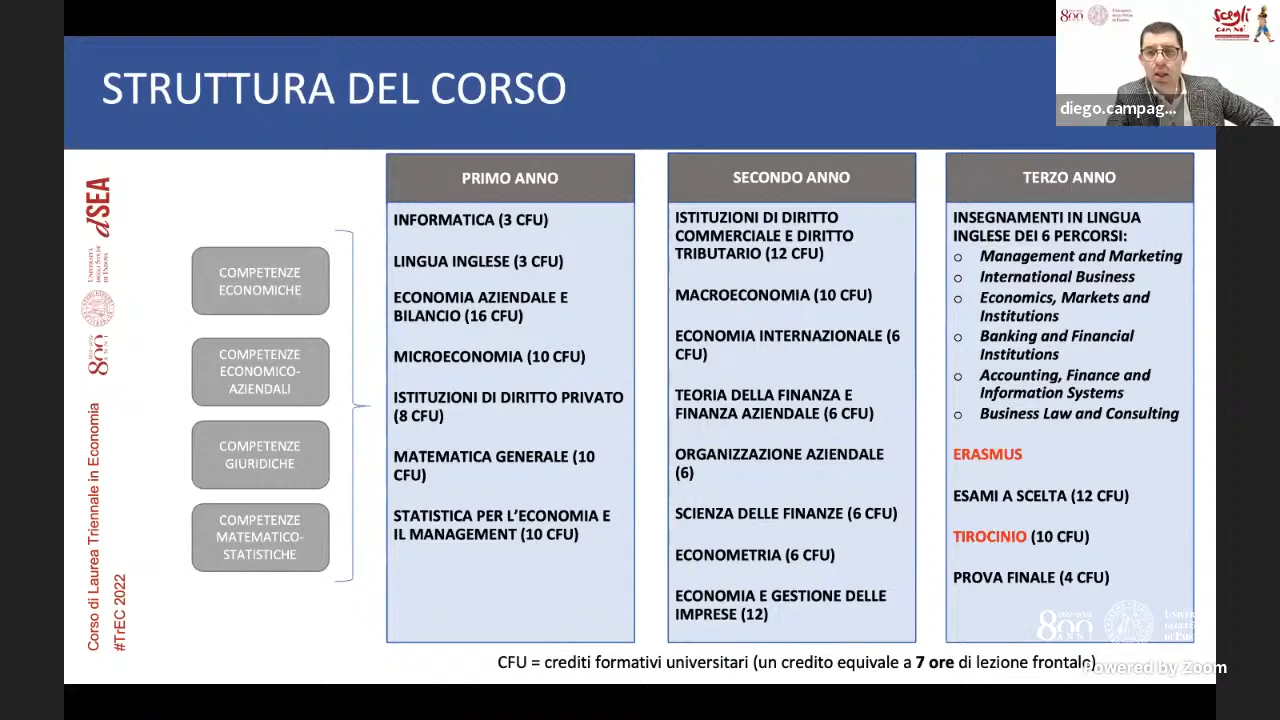 STRUTTURA DEL CORSO
800
Scegli
con Noi
diego.campag...
dSEA
800
ANNI
Corso di Laurea Triennale in Economia
#TrEC 2022
COMPETENZE
ECONOMICHE
COMPETENZE
ECONOMICO-
AZIENDALI
COMPETENZE
GIURIDICHE
COMPETENZE
MATEMATICO-
STATISTICHE
PRIMO ANNO
INFORMATICA (3 CFU)
LINGUA INGLESE (3 CFU)
ECONOMIA AZIENDALE E
BILANCIO (16 CFU)
MICROECONOMIA (10 CFU)
ISTITUZIONI DI DIRITTO PRIVATO
(8 CFU)
MATEMATICA GENERALE (10
CFU)
STATISTICA PER L'ECONOMIA E
IL MANAGEMENT (10 CFU)
SECONDO ANNO
ISTITUZIONI DI DIRITTO
COMMERCIALE E DIRITTO
TRIBUTARIO (12 CFU)
MACROECONOMIA (10 CFU)
ECONOMIA INTERNAZIONALE (6
CFU)
TEORIA DELLA FINANZA E
FINANZA AZIENDALE (6 CFU)
ORGANIZZAZIONE AZIENDALE
(6)
SCIENZA DELLE FINANZE (6 CFU)
ECONOMETRIA (6 CFU)
ECONOMIA E GESTIONE DELLE
IMPRESE (12)
TERZO ANNO
INSEGNAMENTI IN LINGUA
INGLESE DEI 6 PERCORSI:
o Management and Marketing
o International Business
o Economics, Markets and
Institutions
o Banking and Financial
Institutions
o Accounting, Finance and
Information Systems
o Business Law and Consulting
ERASMUS
ESAMI A SCELTA (12 CFU)
TIROCINIO (10 CFU)
PROVA FINALE (4 CFU)
800
ANNI
CFU = crediti formativi universitari (un credito equivale a 7 ore di lezione frontale)
Powered by Zoom